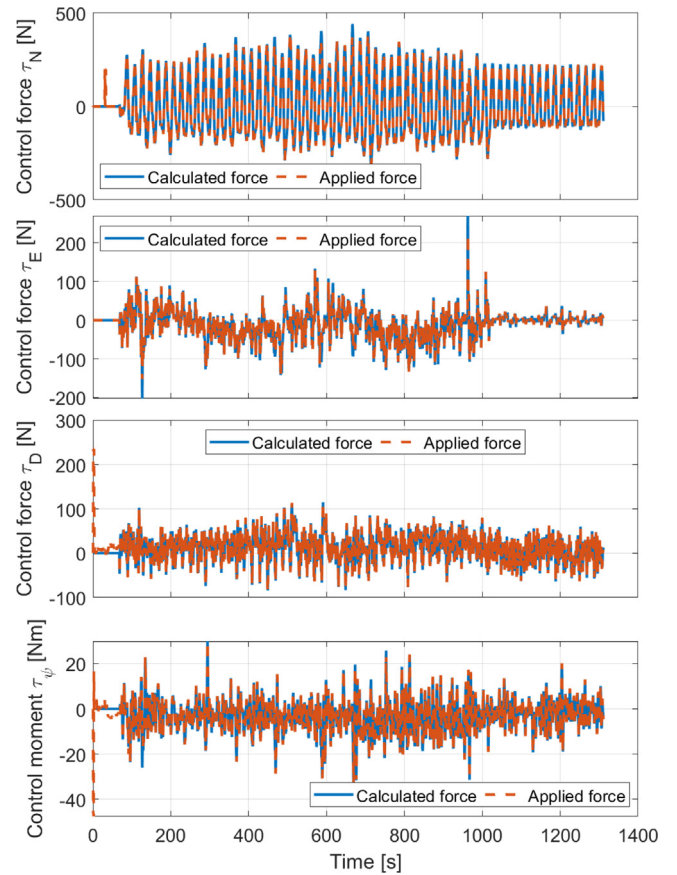 500
0
-500
Control force τN [N]
Calculated force Applied force
200
100
0
-100
-200
Control force τE [N]
Calculated force Applied force
300
200
100
0
-100
Control force τD [N]
Calculated force Applied force
20
0
-20
-40
Control moment τψ [Nm]
Calculated force Applied force
0 200 400 600 800 1000 1200 1400
Time [s]